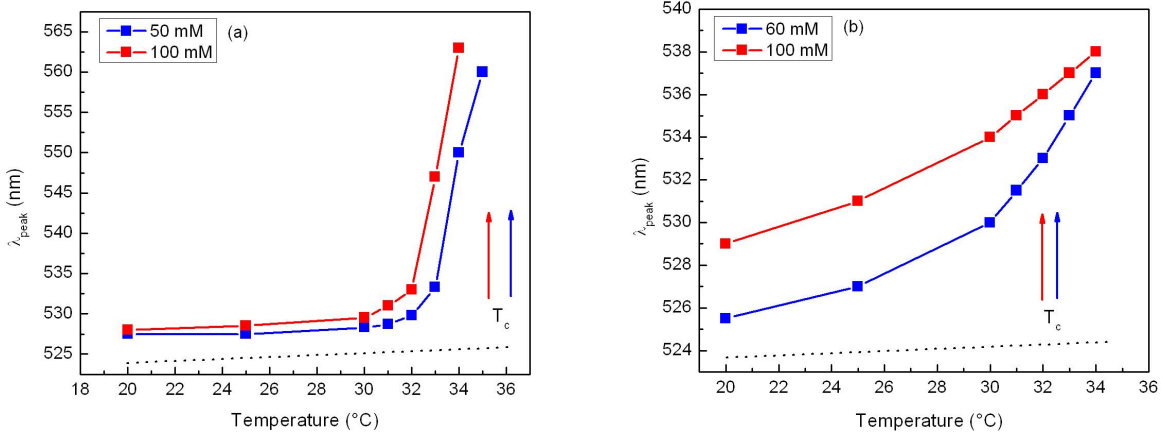 50 mM
100 mM
(a)
565
560
555
550
545
540
535
530
525
λpeak (nm)
Tc
18 20 22 24 26 28 30 32 34 36
Temperature (°C)
60 mM
100 mM
(b)
540
538
536
534
532
530
528
526
524
λpeak (nm)
Tc
20 22 24 26 28 30 32 34 36
Temperature (°C)